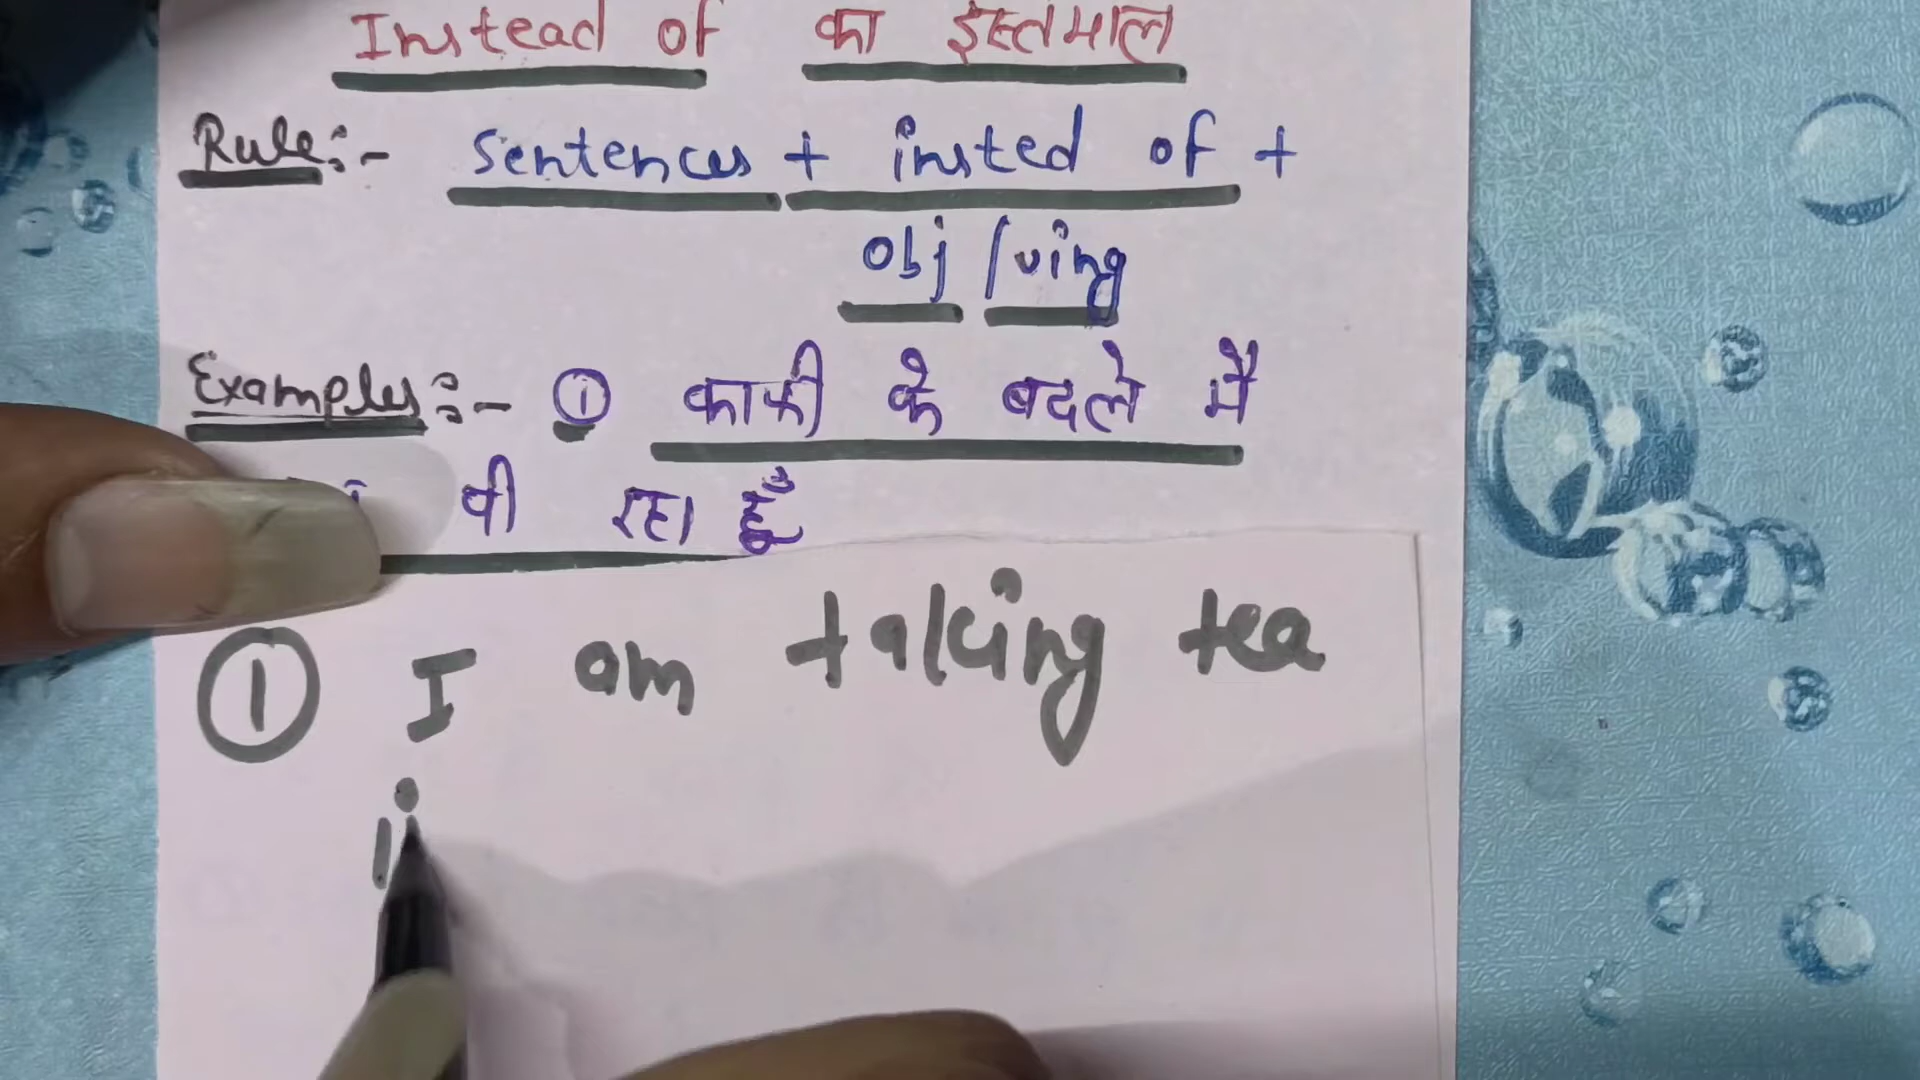 Instead of का इस्तेमाल
Rule:- sentences + insted of +
obj / ving
Examples:- ① काफी के बदले मैं
पी रहा हूँ
① I am taking tea
i